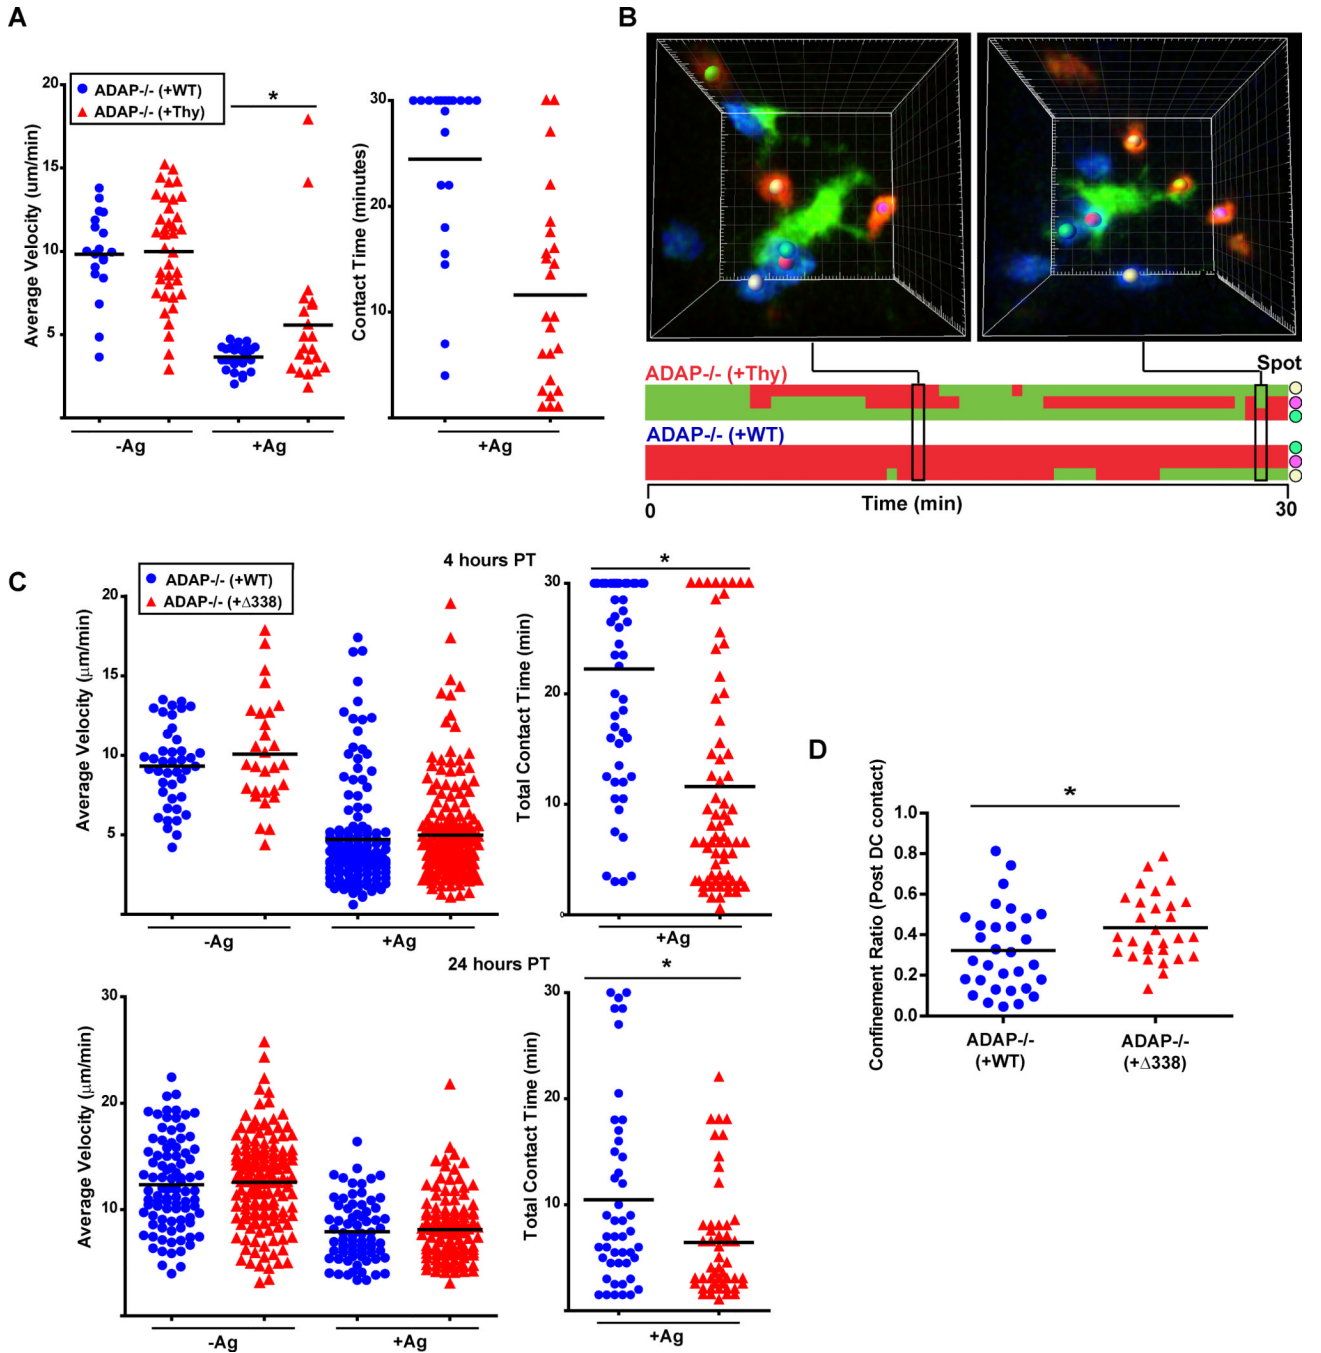 A
ADAP-/- (+WT)
ADAP-/- (+Thy)
*
Average Velocity (um/min)
20
15
10
5
-Ag
+Ag
Contact Time (minutes)
30
20
10
+Ag
B
Spot
ADAP-/- (+Thy)
ADAP-/- (+WT)
0
Time (min)
30
C
ADAP-/- (+WT)
ADAP-/- (+Δ338)
4 hours PT
*
Average Velocity (μm/min)
20
15
10
5
-Ag
+Ag
Total Contact Time (min)
30
20
10
0
+Ag
24 hours PT
*
Average Velocity (μm/min)
30
20
10
-Ag
+Ag
Total Contact Time (min)
30
20
10
+Ag
D
*
Confinement Ratio (Post DC contact)
1.0
0.8
0.6
0.4
0.2
0.0
ADAP-/-
(+WT)
ADAP-/-
(+Δ338)